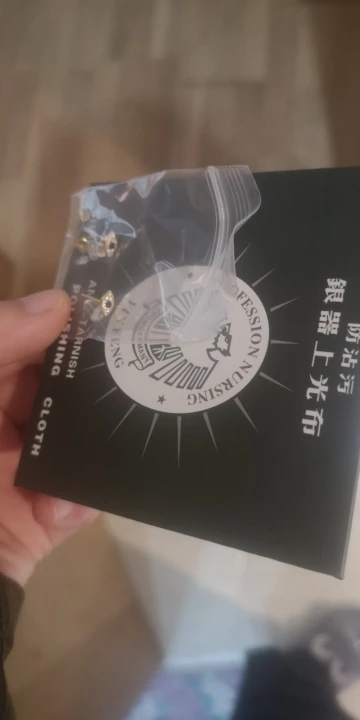 防沾污
銀器上光布
FESSION NURSING
ANTI TARNISH
POLISHING CLOTH